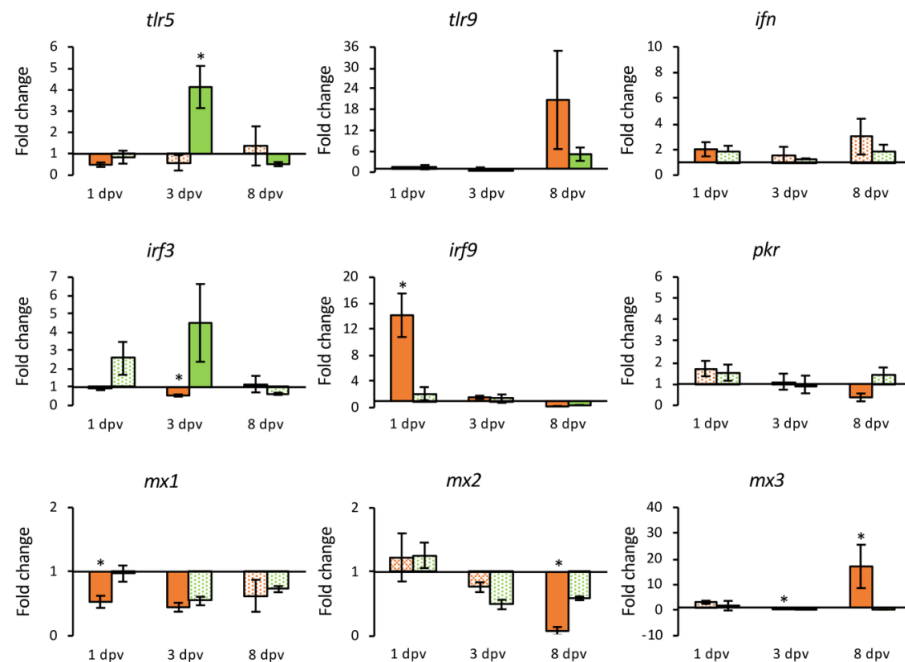 tlr5
tlr9
ifn
Fold change
6
5
4
3
2
1
0
*
1 dpv
3 dpv
8 dpv
Fold change
36
30
24
18
12
6
0
1 dpv
3 dpv
8 dpv
Fold change
10
8
6
4
2
0
1 dpv
3 dpv
8 dpv
irf3
irf9
pkr
Fold change
7
6
5
4
3
2
1
0
*
1 dpv
3 dpv
8 dpv
Fold change
20
16
12
8
4
0
*
1 dpv
3 dpv
8 dpv
Fold change
6
5
4
3
2
1
0
1 dpv
3 dpv
8 dpv
mx1
mx2
mx3
Fold change
2
1
0
*
1 dpv
3 dpv
8 dpv
Fold change
2
1
0
*
1 dpv
3 dpv
8 dpv
Fold change
40
30
20
10
0
-10
*
*
1 dpv
3 dpv
8 dpv